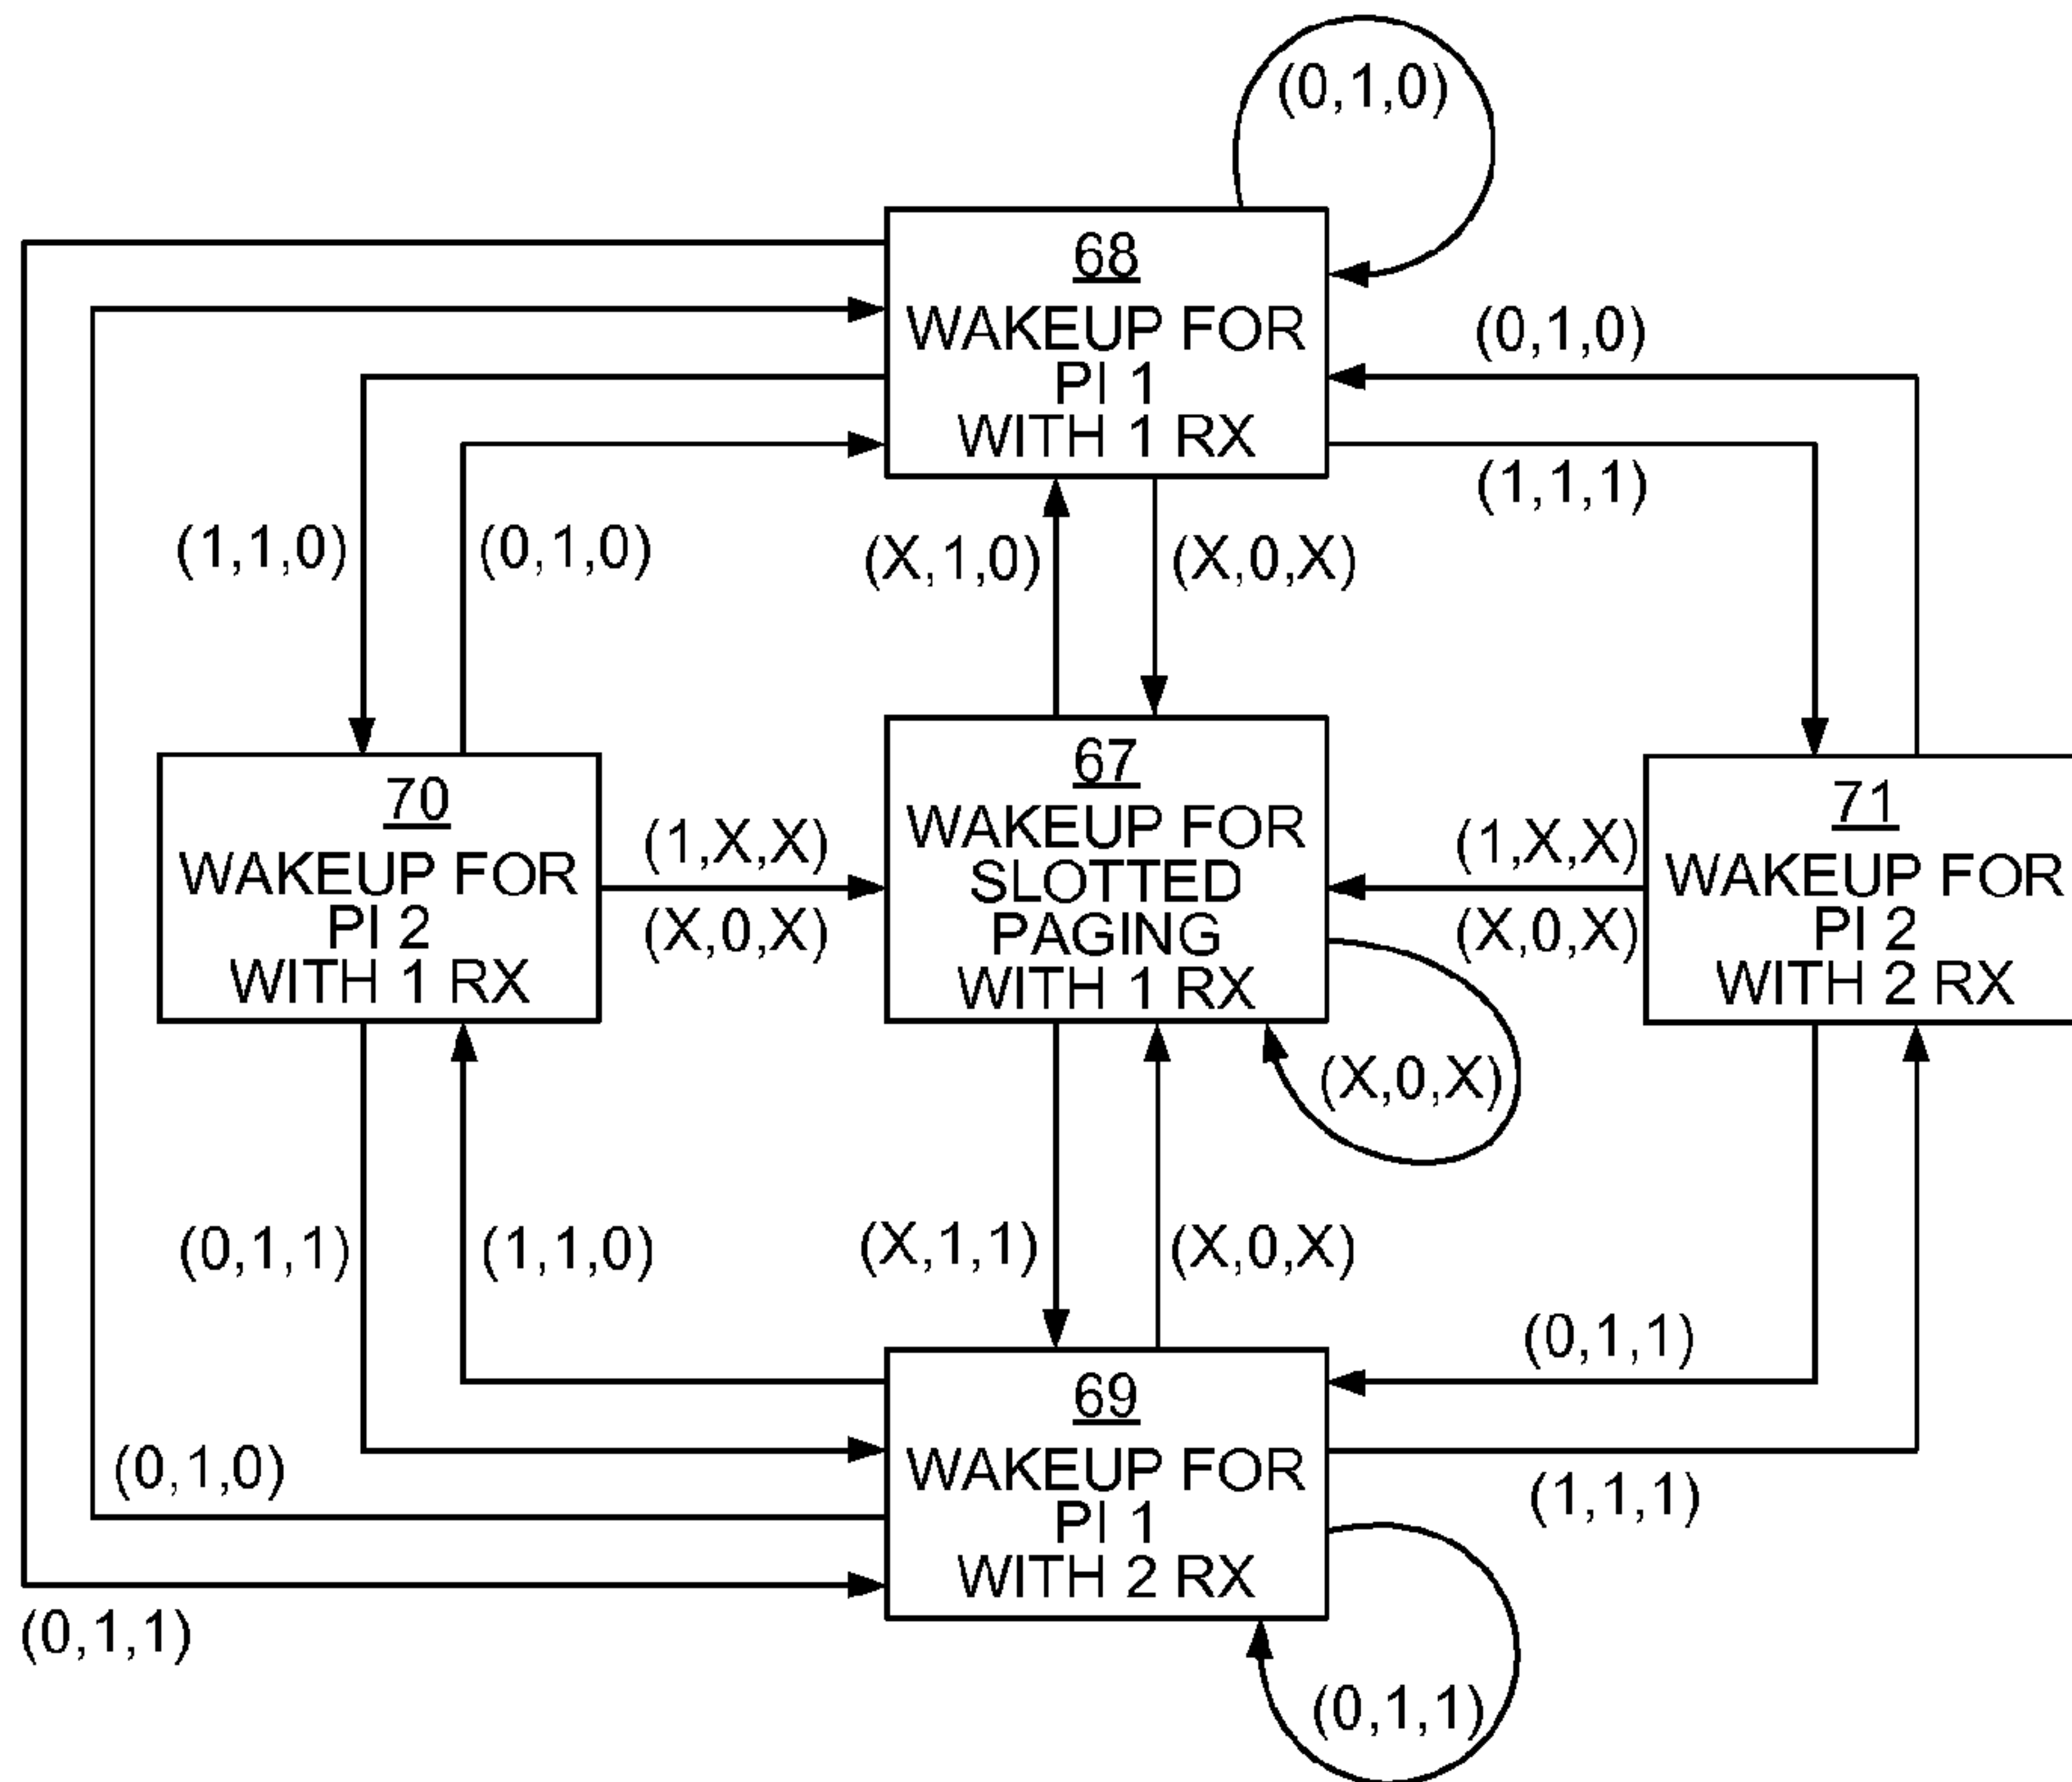 (0,1,0)
68
WAKEUP FOR
PI 1
WITH 1 RX
(0,1,0)
(1,1,1)
(1,1,0)
(0,1,0)
(X,1,0)
(X,0,X)
70
WAKEUP FOR
PI 2
WITH 1 RX
(1,X,X)
(X,0,X)
67
WAKEUP FOR
SLOTTED
PAGING
WITH 1 RX
(1,X,X)
(X,0,X)
71
WAKEUP FOR
PI 2
WITH 2 RX
(X,0,X)
(0,1,1)
(1,1,0)
(X,1,1)
(X,0,X)
(0,1,1)
69
WAKEUP FOR
PI 1
WITH 2 RX
(0,1,0)
(1,1,1)
(0,1,1)
(0,1,1)